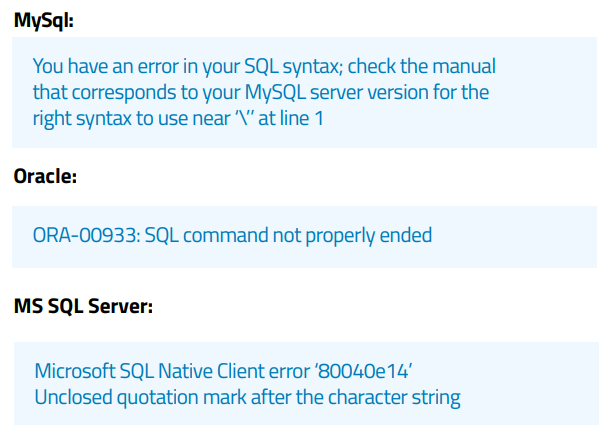 MySql:
You have an error in your SQL syntax; check the manual
that corresponds to your MySQL server version for the
right syntax to use near ‘\’’ at line 1
Oracle:
ORA-00933: SQL command not properly ended
MS SQL Server:
Microsoft SQL Native Client error ‘80040e14’
Unclosed quotation mark after the character string